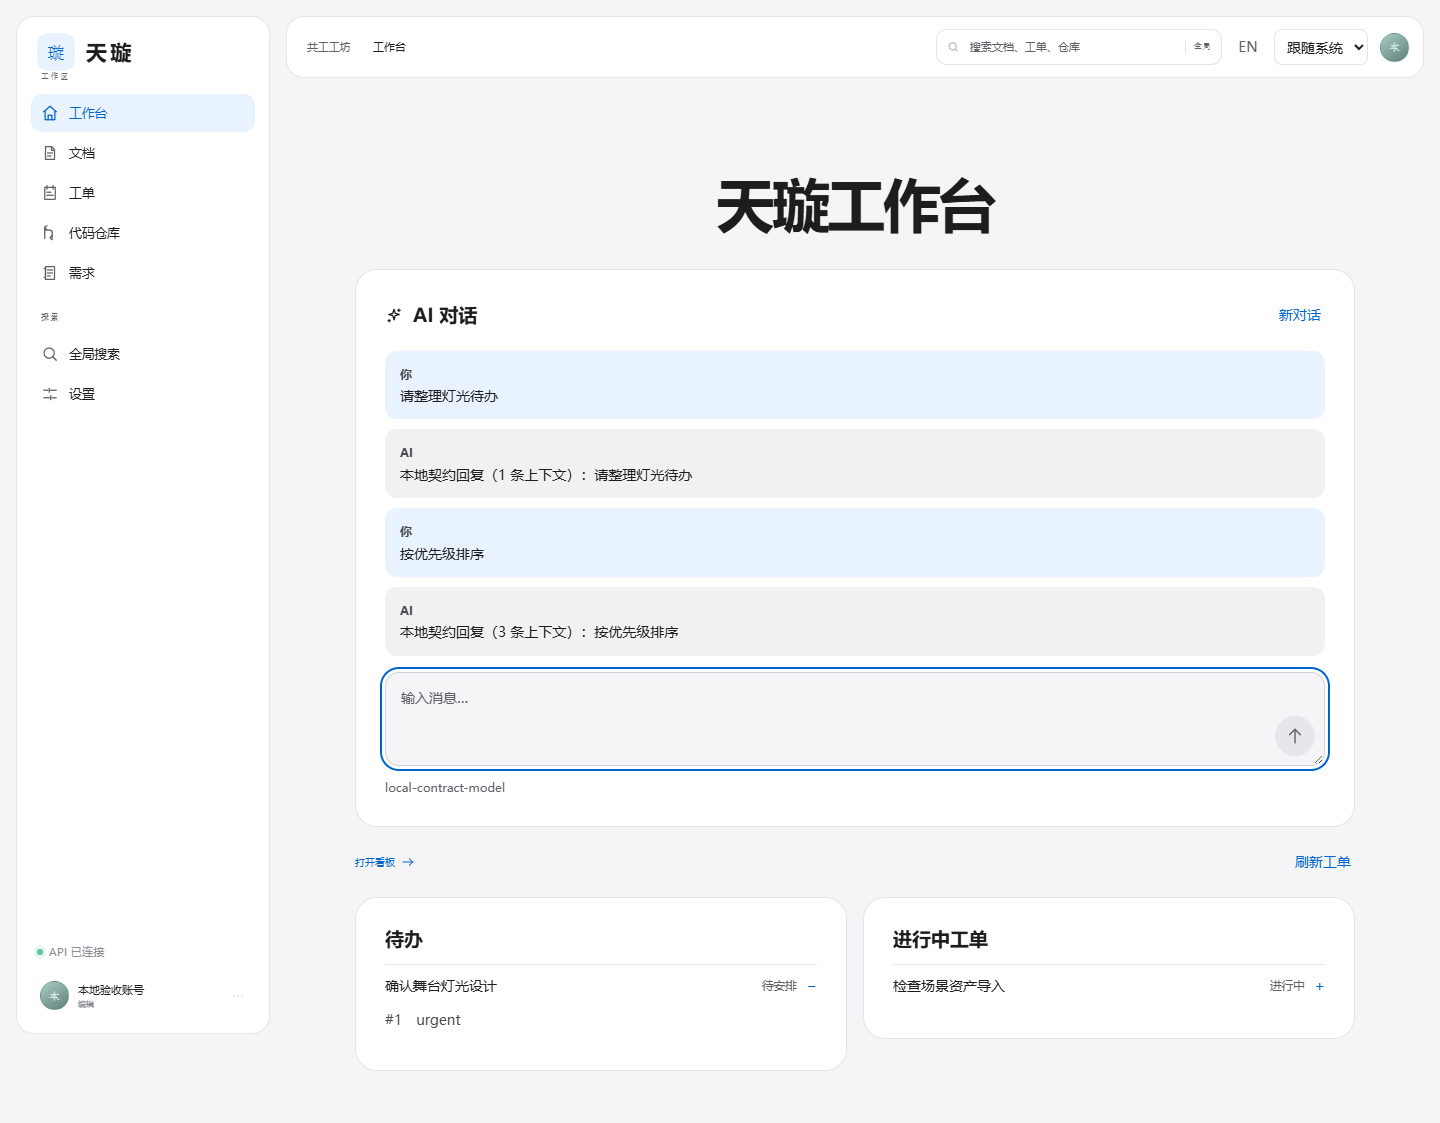 璇 天璇
工作区
工作台
文档
工单
代码仓库
需求
探索
全局搜索
设置
API 已连接
本 本地验收账号 ...
编辑
共工工坊 工作台
搜索文档、工单、仓库 全局 EN 跟随系统 本
天璇工作台
AI 对话 新对话
你
请整理灯光待办
AI
本地契约回复（1 条上下文）：请整理灯光待办
你
按优先级排序
AI
本地契约回复（3 条上下文）：按优先级排序
输入消息...
local-contract-model
打开看板 → 刷新工单
待办
确认舞台灯光设计 待安排 −
#1 urgent
进行中工单
检查场景资产导入 进行中 +